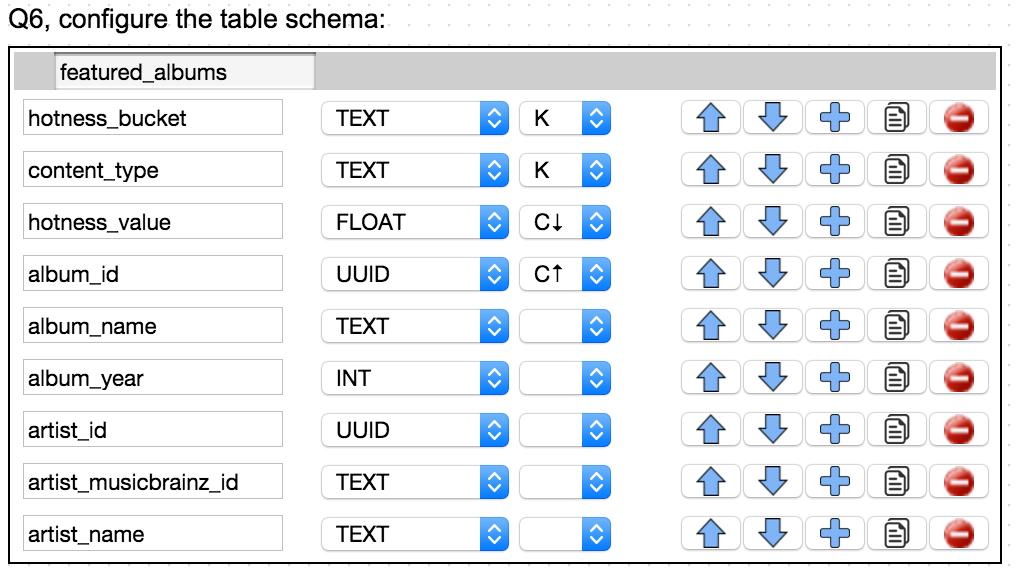 Q6, configure the table schema:
featured_albums
hotness_bucket TEXT K
content_type TEXT K
hotness_value FLOAT C↓
album_id UUID C↑
album_name TEXT
album_year INT
artist_id UUID
artist_musicbrainz_id TEXT
artist_name TEXT